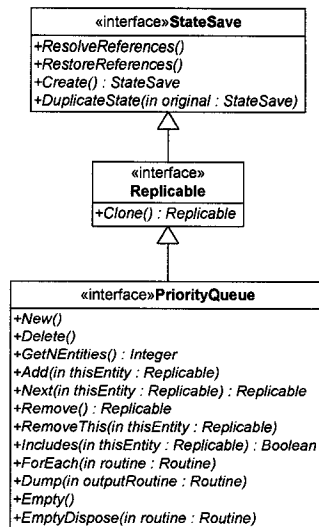 «interface»StateSave
+ResolveReferences()
+RestoreReferences()
+Create() : StateSave
+DuplicateState(in original : StateSave)
«interface»
Replicable
+Clone() : Replicable
«interface»PriorityQueue
+New()
+Delete()
+GetNEntities() : Integer
+Add(in thisEntity : Replicable)
+Next(in thisEntity : Replicable) : Replicable
+Remove() : Replicable
+RemoveThis(in thisEntity : Replicable)
+Includes(in thisEntity : Replicable) : Boolean
+ForEach(in routine : Routine)
+Dump(in outputRoutine : Routine)
+Empty()
+EmptyDispose(in routine : Routine)